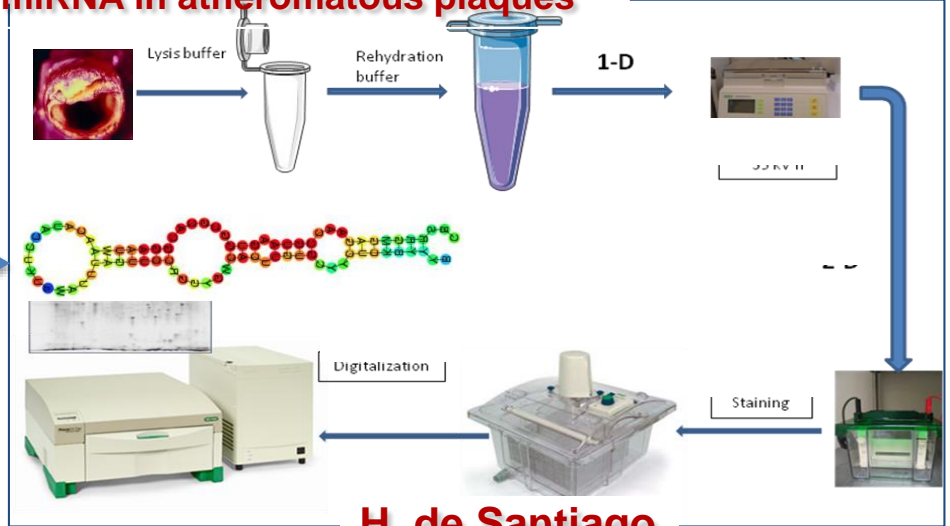 miRNA in atheromatous plaques
Lysis buffer
Rehydration
buffer
1-D
Digitalization
Staining
H. de Santiago